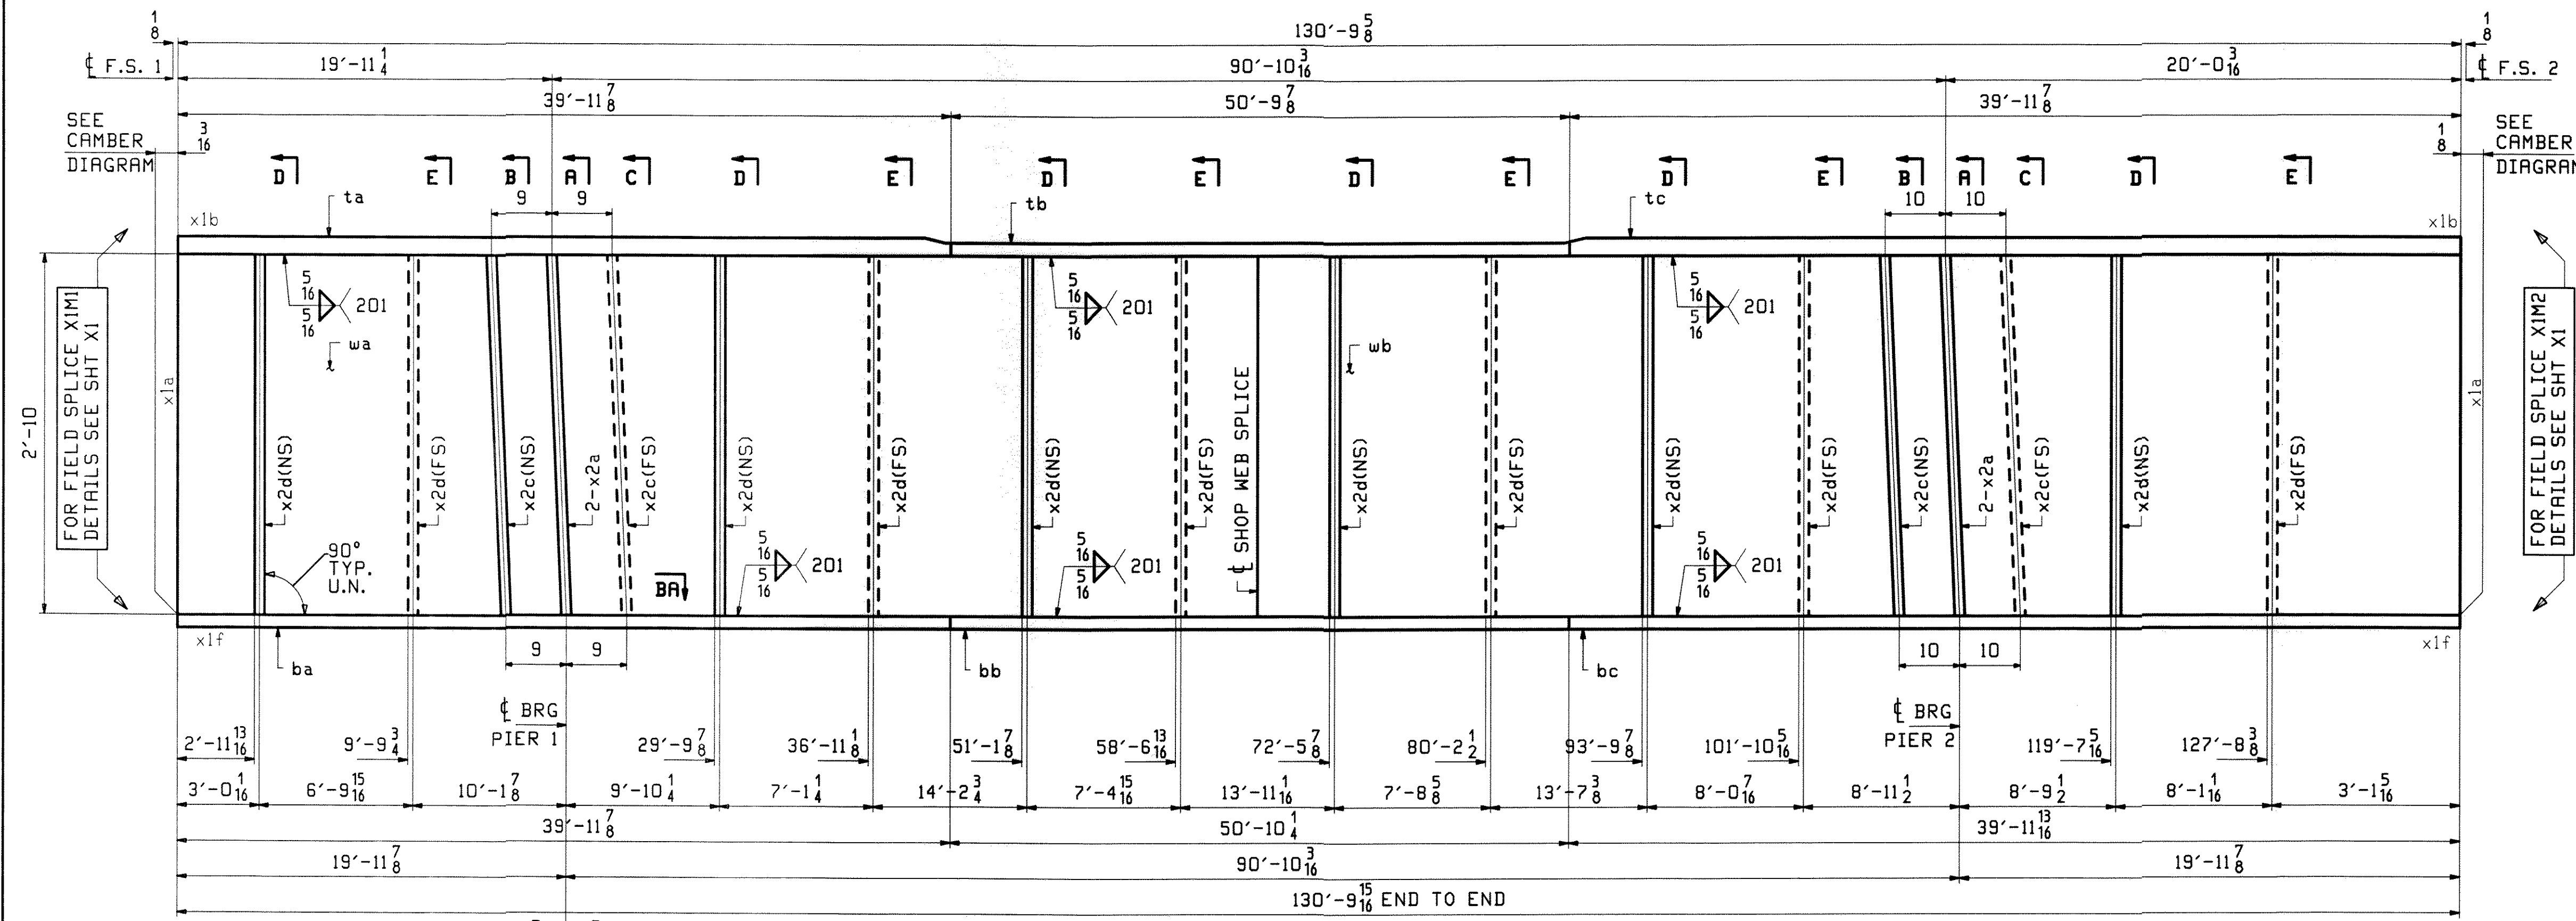 1/8
130'-9 5/8
1/8
℄ F.S. 1
19'-11 1/4
90'-10 3/16
20'-0 3/16
℄ F.S. 2
39'-11 7/8
50'-9 7/8
39'-11 7/8
SEE
CAMBER
DIAGRAM
3/16
1/8
SEE
CAMBER
DIAGRAM
D E B A C D E D E D E D E B A C D E
9 9
10 10
x1b
ta
tb
tc
x1b
5/16
5/16
201
5/16
5/16
201
5/16
5/16
201
wa
wb
2'-10
FOR FIELD SPLICE X1M1
DETAILS SEE SHT X1
x1a
x2d(NS)
x2d(FS)
x2c(NS)
2-x2a
x2c(FS)
x2d(NS)
x2d(FS)
x2d(NS)
x2d(FS)
℄ SHOP WEB SPLICE
x2d(NS)
x2d(FS)
x2d(NS)
x2d(FS)
x2c(NS)
2-x2a
x2c(FS)
x2d(NS)
x2d(FS)
x1a
FOR FIELD SPLICE X1M2
DETAILS SEE SHT X1
90°
TYP.
U.N.
BA
5/16
5/16
201
5/16
5/16
201
5/16
5/16
201
x1f
ba
9 9
bb
bc
10 10
x1f
℄ BRG
PIER 1
℄ BRG
PIER 2
2'-11 13/16
9'-9 3/4
29'-9 7/8
36'-11 1/8
51'-1 7/8
58'-6 13/16
72'-5 7/8
80'-2 1/2
93'-9 7/8
101'-10 5/16
119'-7 5/16
127'-8 3/8
3'-0 1/16
6'-9 15/16
10'-1 7/8
9'-10 1/4
7'-1 1/4
14'-2 3/4
7'-4 15/16
13'-11 1/16
7'-8 5/8
13'-7 3/8
8'-0 7/16
8'-11 1/2
8'-9 1/2
8'-1 1/16
3'-1 5/16
39'-11 7/8
50'-10 1/4
39'-11 13/16
19'-11 7/8
90'-10 3/16
19'-11 7/8
130'-9 15/16 END TO END